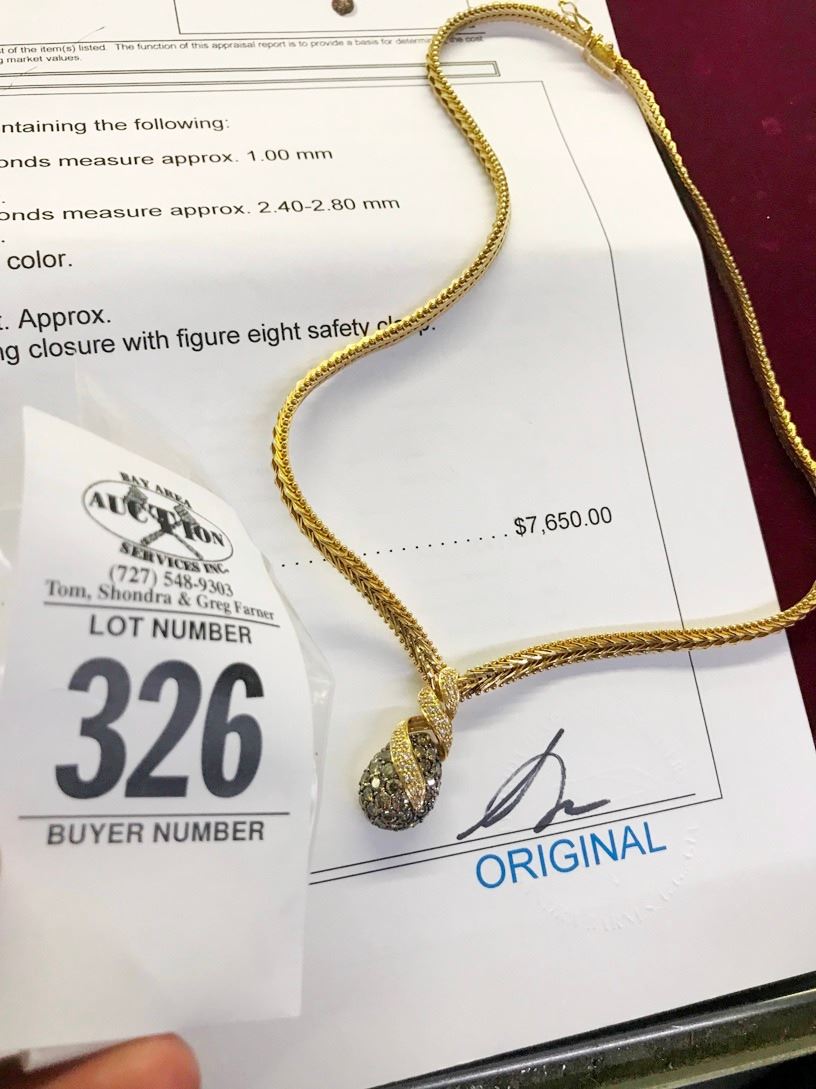 t of the item(s) listed. The function of this appraisal report is to provide a basis for the cost
market values.
ntaining the following:
onds measure approx. 1.00 mm
onds measure approx. 2.40-2.80 mm
color.
. Approx.
ng closure with figure eight safety
$7,650.00
BAY AREA
AUCTION
SERVICES INC.
(727) 548-9303
Tom, Shondra & Greg Farner
LOT NUMBER
326
BUYER NUMBER
ORIGINAL